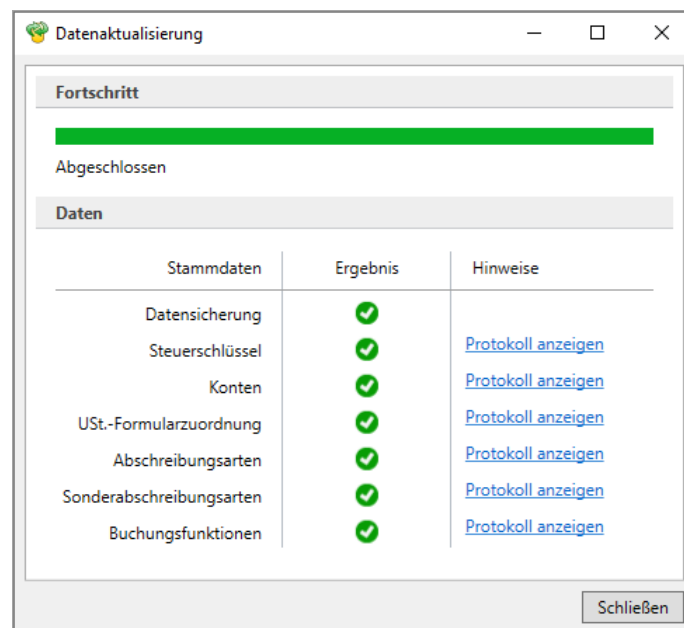 Datenaktualisierung
Fortschritt
Abgeschlossen
Daten
Stammdaten Ergebnis Hinweise
Datensicherung
Steuerschlüssel Protokoll anzeigen
Konten Protokoll anzeigen
USt.-Formularzuordnung Protokoll anzeigen
Abschreibungsarten Protokoll anzeigen
Sonderabschreibungsarten Protokoll anzeigen
Buchungsfunktionen Protokoll anzeigen
Schließen